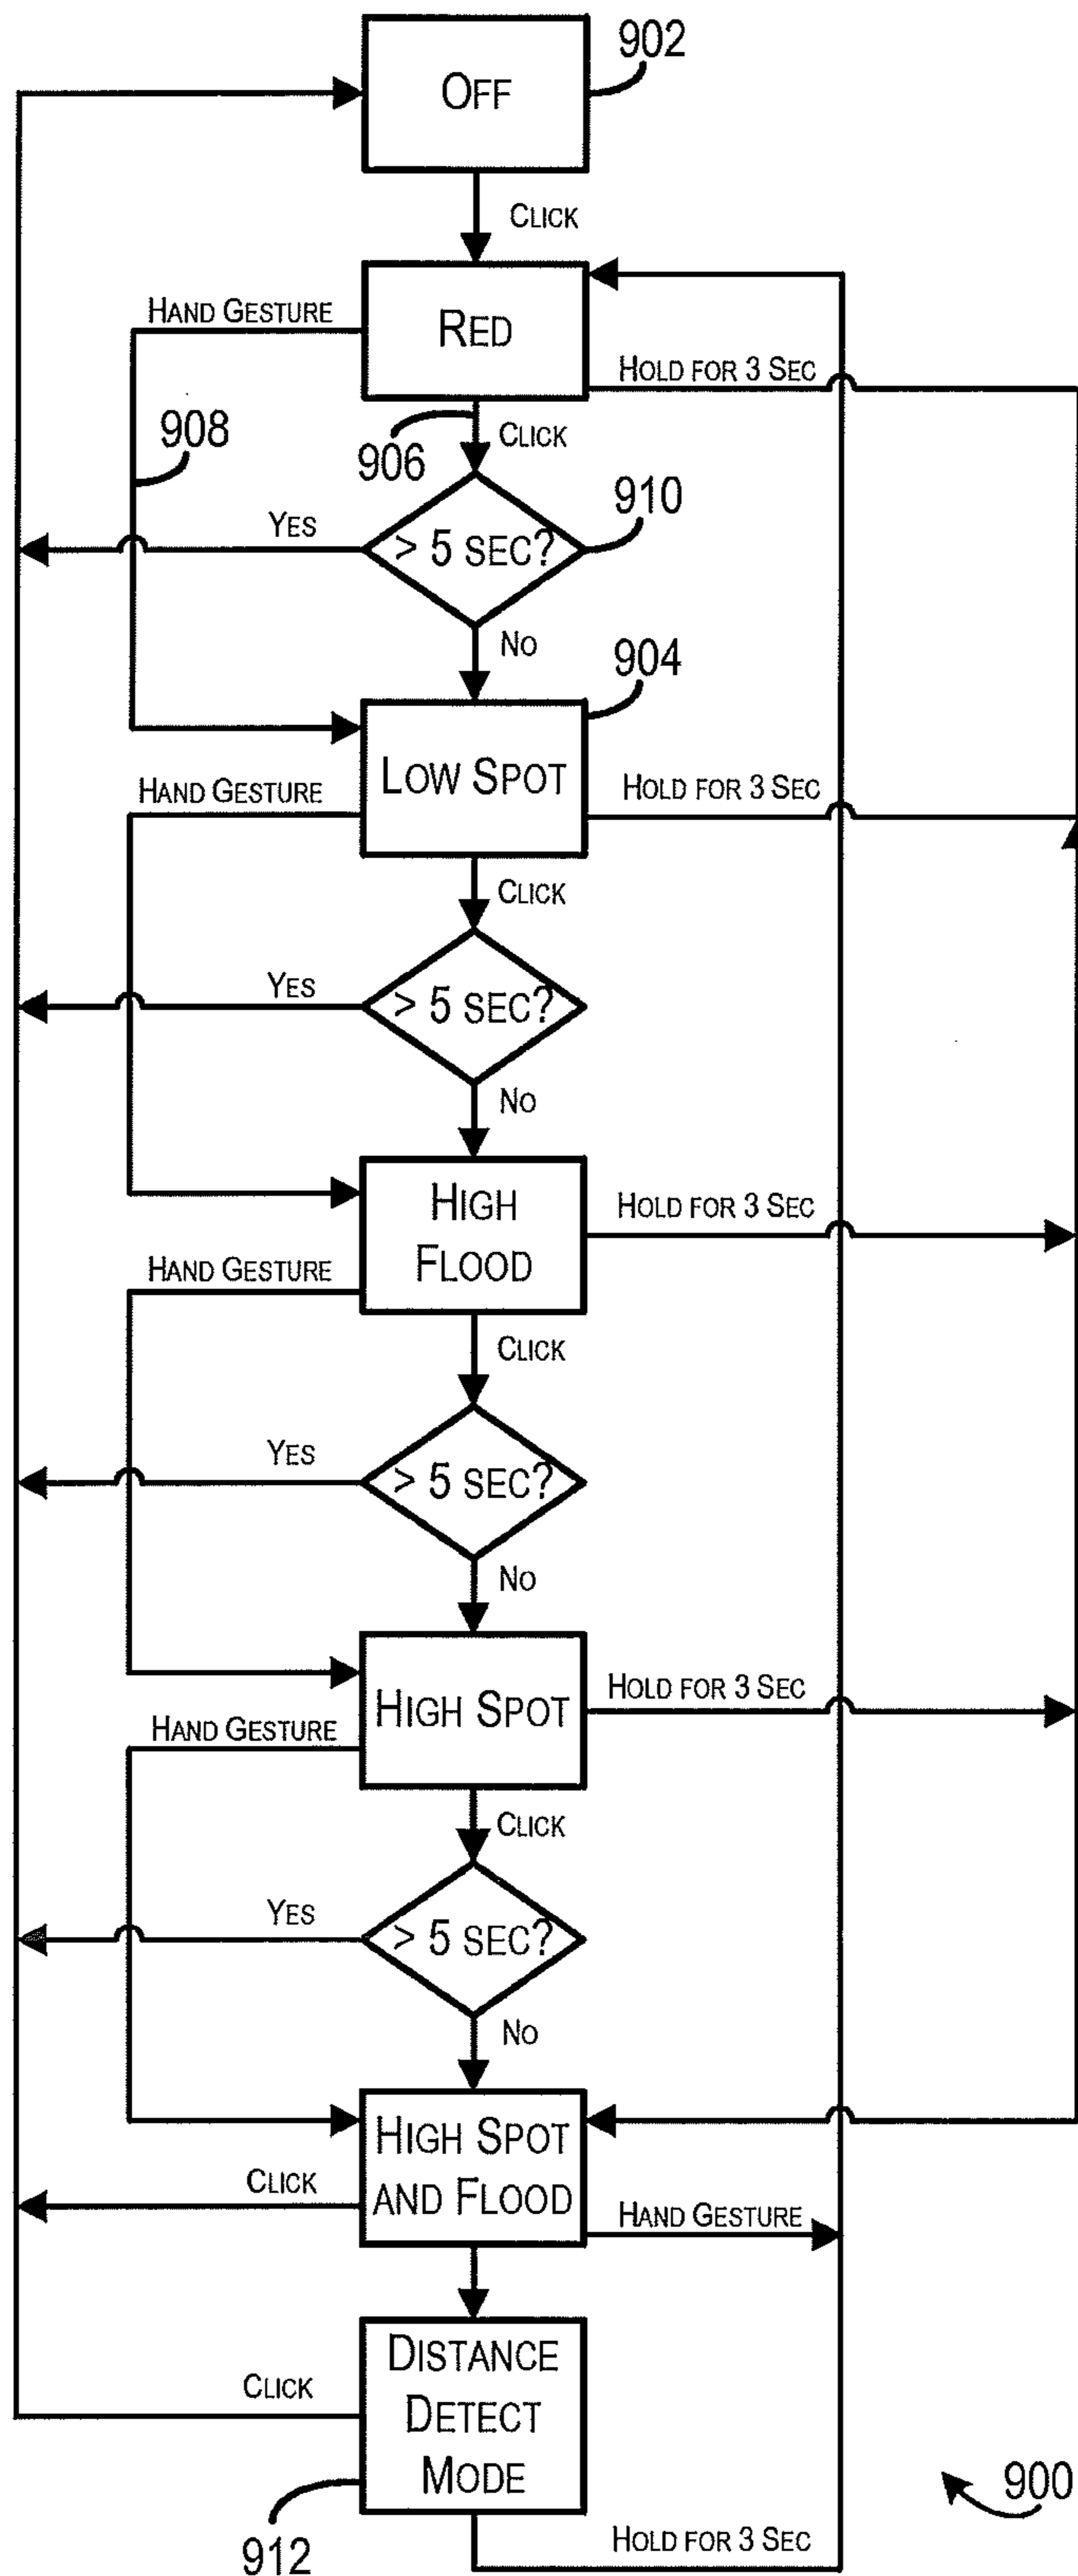 902
OFF
CLICK
HAND GESTURE
RED
HOLD FOR 3 SEC
908
906
CLICK
910
YES
> 5 SEC?
NO
904
HAND GESTURE
LOW SPOT
HOLD FOR 3 SEC
CLICK
YES
> 5 SEC?
NO
HIGH
FLOOD
HOLD FOR 3 SEC
HAND GESTURE
CLICK
YES
> 5 SEC?
NO
HIGH SPOT
HOLD FOR 3 SEC
HAND GESTURE
CLICK
YES
> 5 SEC?
NO
HIGH SPOT
AND FLOOD
CLICK
HAND GESTURE
DISTANCE
DETECT
MODE
CLICK
900
912
HOLD FOR 3 SEC